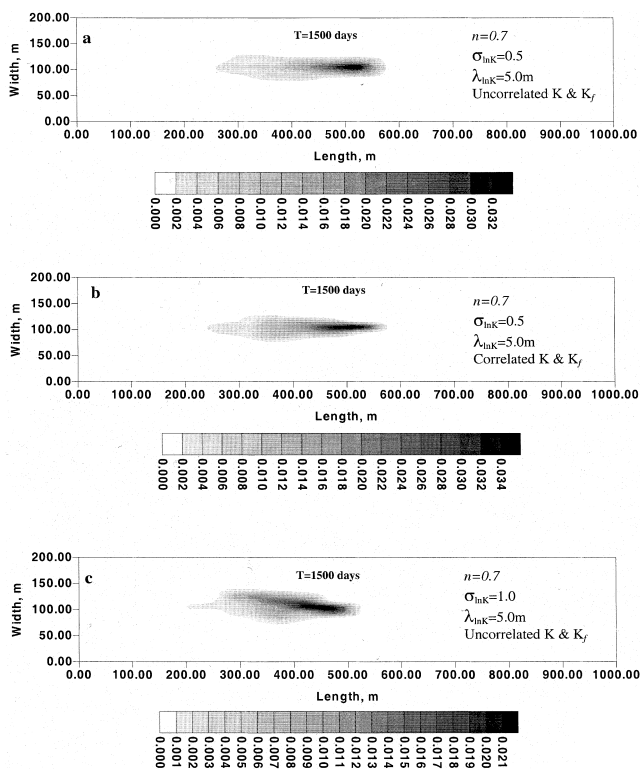 a
T=1500 days
n=0.7
σlnK=0.5
λlnK=5.0m
Uncorrelated K & Kf
Width, m
200.00
150.00
100.00
50.00
0.00
0.00 100.00 200.00 300.00 400.00 500.00 600.00 700.00 800.00 900.00 1000.00
Length, m
0.000 0.002 0.004 0.006 0.008 0.010 0.012 0.014 0.016 0.018 0.020 0.022 0.024 0.026 0.028 0.030 0.032
b
T=1500 days
n=0.7
σlnK=0.5
λlnK=5.0m
Correlated K & Kf
Width, m
200.00
150.00
100.00
50.00
0.00
0.00 100.00 200.00 300.00 400.00 500.00 600.00 700.00 800.00 900.00 1000.00
Length, m
0.000 0.002 0.004 0.006 0.008 0.010 0.012 0.014 0.016 0.018 0.020 0.022 0.024 0.026 0.028 0.030 0.032 0.034
c
T=1500 days
n=0.7
σlnK=1.0
λlnK=5.0m
Uncorrelated K & Kf
Width, m
200.00
150.00
100.00
50.00
0.00
0.00 100.00 200.00 300.00 400.00 500.00 600.00 700.00 800.00 900.00 1000.00
Length, m
0.000 0.001 0.002 0.004 0.005 0.006 0.007 0.008 0.009 0.010 0.011 0.012 0.013 0.014 0.015 0.016 0.017 0.018 0.019 0.020 0.021